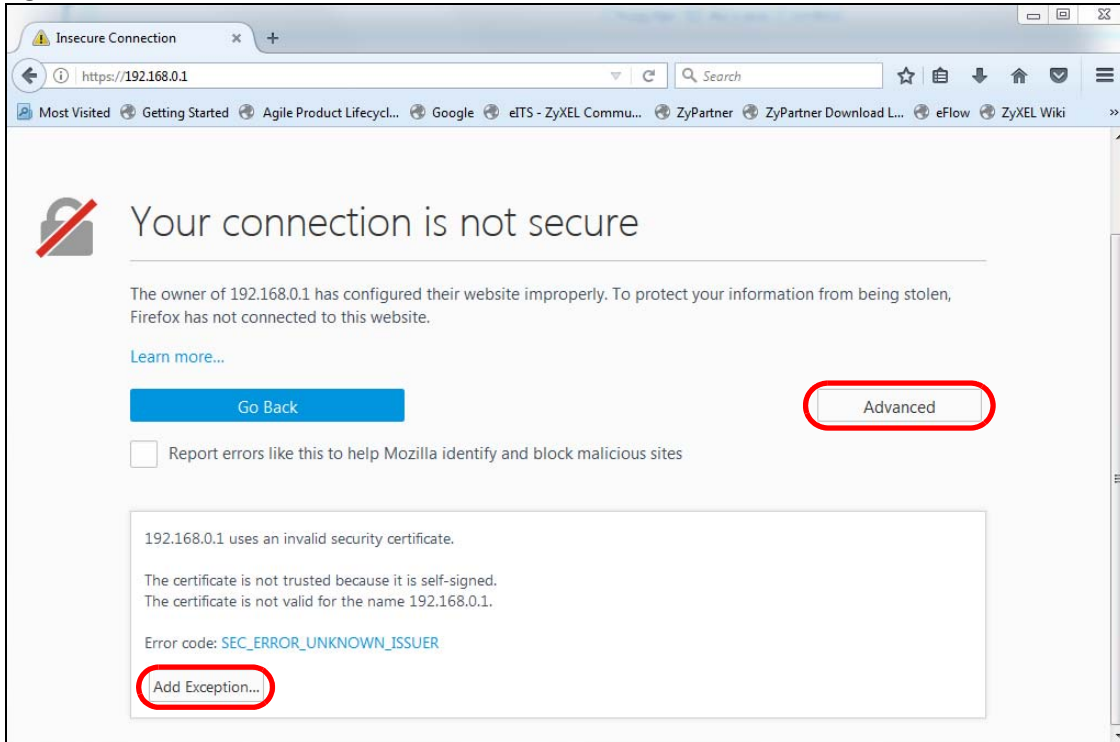 Insecure Connection
https://192.168.0.1
Search
Most Visited Getting Started Agile Product Lifecycl... Google eITS - ZyXEL Commu... ZyPartner ZyPartner Download L... eFlow ZyXEL Wiki »
Your connection is not secure
The owner of 192.168.0.1 has configured their website improperly. To protect your information from being stolen,
Firefox has not connected to this website.
Learn more...
Go Back
Advanced
Report errors like this to help Mozilla identify and block malicious sites
192.168.0.1 uses an invalid security certificate.
The certificate is not trusted because it is self-signed.
The certificate is not valid for the name 192.168.0.1.
Error code: SEC_ERROR_UNKNOWN_ISSUER
Add Exception...